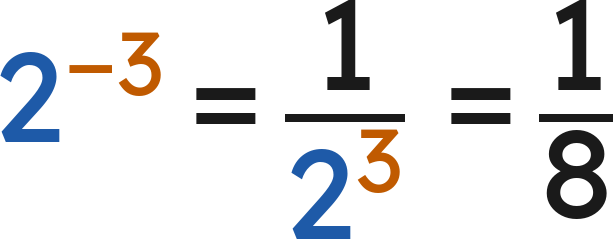 2⁻³ = 1/2³ = 1/8